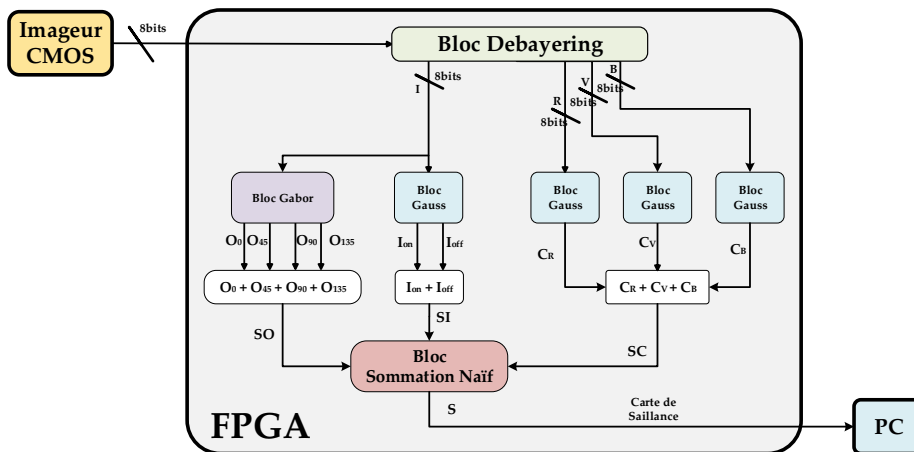 Imageur
CMOS
8bits
Bloc Debayering
8bits
I
R
8bits
V
8bits
B
8bits
Bloc Gabor
Bloc
Gauss
Bloc
Gauss
Bloc
Gauss
Bloc
Gauss
O0 O45 O90 O135
Ion Ioff
CR
CV
CB
O0 + O45 + O90 + O135
Ion + Ioff
CR + CV + CB
SO
SI
SC
Bloc
Sommation Naïf
S
Carte de
Saillance
FPGA
PC